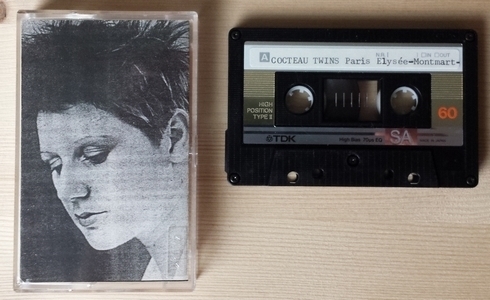 A COCTEAU TWINS Paris Elysée-Montmart-
HIGH
POSITION
TYPE II
60
TDK
SA